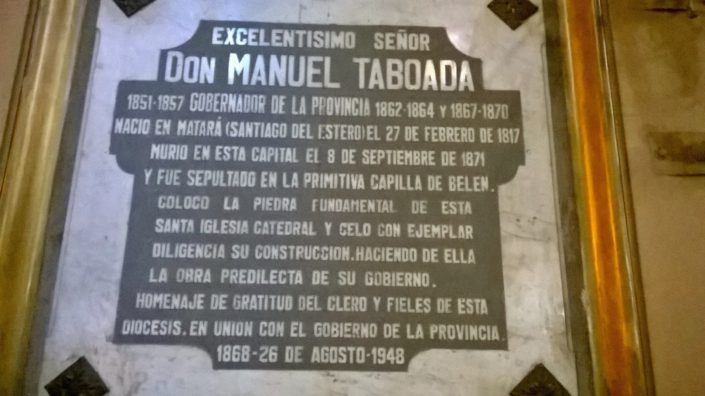 EXCELENTISIMO SEÑOR
DON MANUEL TABOADA
1851-1857 GOBERNADOR DE LA PROVINCIA 1862-1864 Y 1867-1870
NACIO EN MATARÁ (SANTIAGO DEL ESTERO) EL 27 DE FEBRERO DE 1817
MURIO EN ESTA CAPITAL EL 8 DE SEPTIEMBRE DE 1871
Y FUE SEPULTADO EN LA PRIMITIVA CAPILLA DE BELEN.
COLOCO LA PIEDRA FUNDAMENTAL DE ESTA
SANTA IGLESIA CATEDRAL Y CELO CON EJEMPLAR
DILIGENCIA SU CONSTRUCCION. HACIENDO DE ELLA
LA OBRA PREDILECTA DE SU GOBIERNO.
HOMENAJE DE GRATITUD DEL CLERO Y FIELES DE ESTA
DIOCESIS. EN UNION CON EL GOBIERNO DE LA PROVINCIA.
1868-26 DE AGOSTO-1948